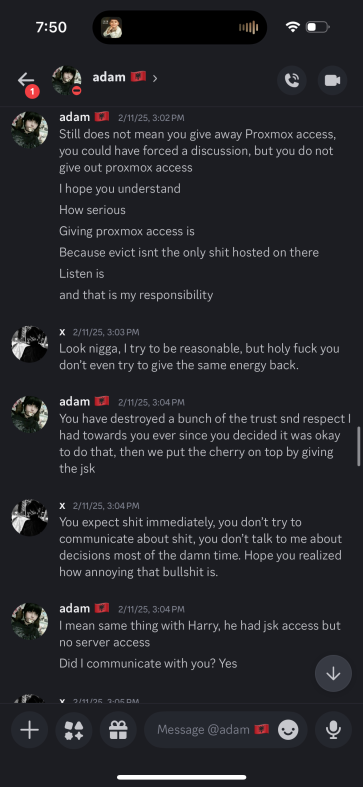 7:50
adam 🇦🇱 >
1
adam 🇦🇱 2/11/25, 3:02 PM
Still does not mean you give away Proxmox access,
you could have forced a discussion, but you do not
give out proxmox access
I hope you understand
How serious
Giving proxmox access is
Because evict isnt the only shit hosted on there
Listen is
and that is my responsibility
x 2/11/25, 3:03 PM
Look nigga, I try to be reasonable, but holy fuck you
don't even try to give the same energy back.
adam 🇦🇱 2/11/25, 3:04 PM
You have destroyed a bunch of the trust snd respect I
had towards you ever since you decided it was okay
to do that, then we put the cherry on top by giving
the jsk
x 2/11/25, 3:04 PM
You expect shit immediately, you don't try to
communicate about shit, you don't talk to me about
decisions most of the damn time. Hope you realized
how annoying that bullshit is.
adam 🇦🇱 2/11/25, 3:04 PM
I mean same thing with Harry, he had jsk access but
no server access
Did I communicate with you? Yes
x 2/11/25, 3:05 PM
Message @adam 🇦🇱